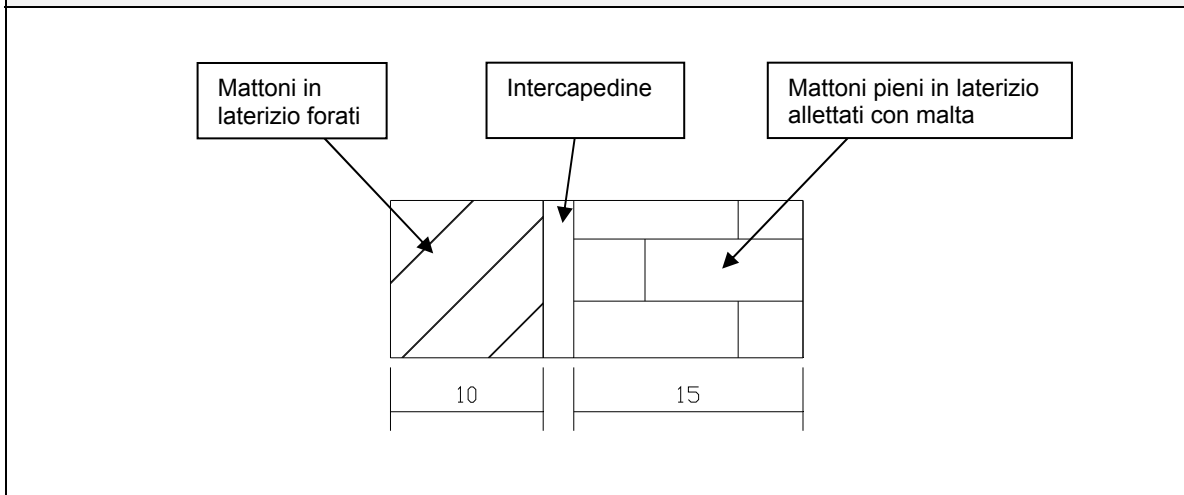 Mattoni in
laterizio forati
Intercapedine
Mattoni pieni in laterizio
allettati con malta
10
15